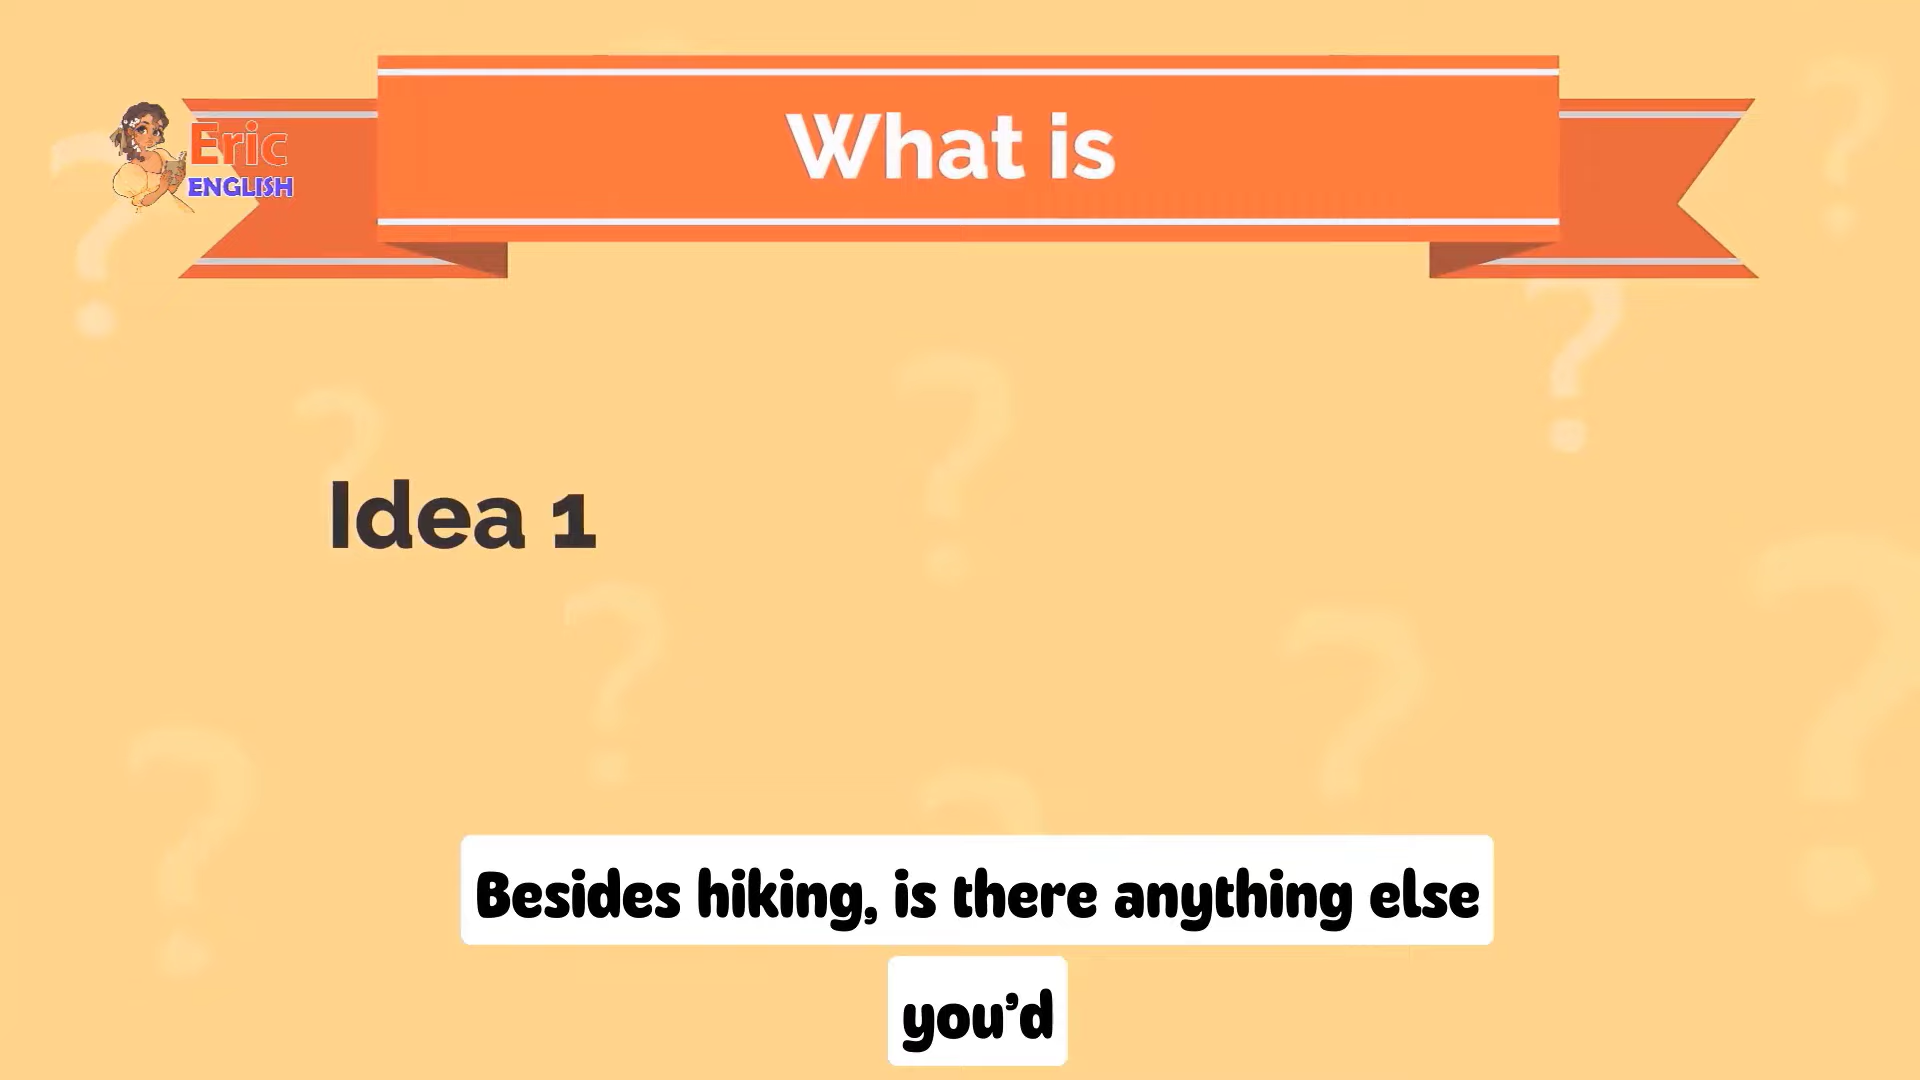 What is
Eric
ENGLISH
Idea 1
Besides hiking, is there anything else
you’d